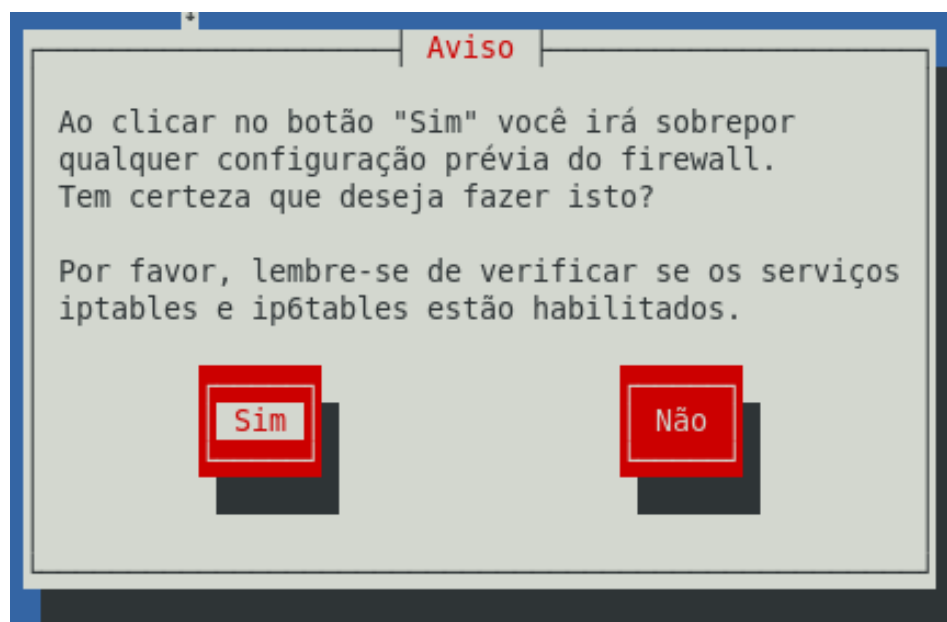 Aviso
Ao clicar no botão "Sim" você irá sobrepor
qualquer configuração prévia do firewall.
Tem certeza que deseja fazer isto?
Por favor, lembre-se de verificar se os serviços
iptables e ip6tables estão habilitados.
Sim
Não